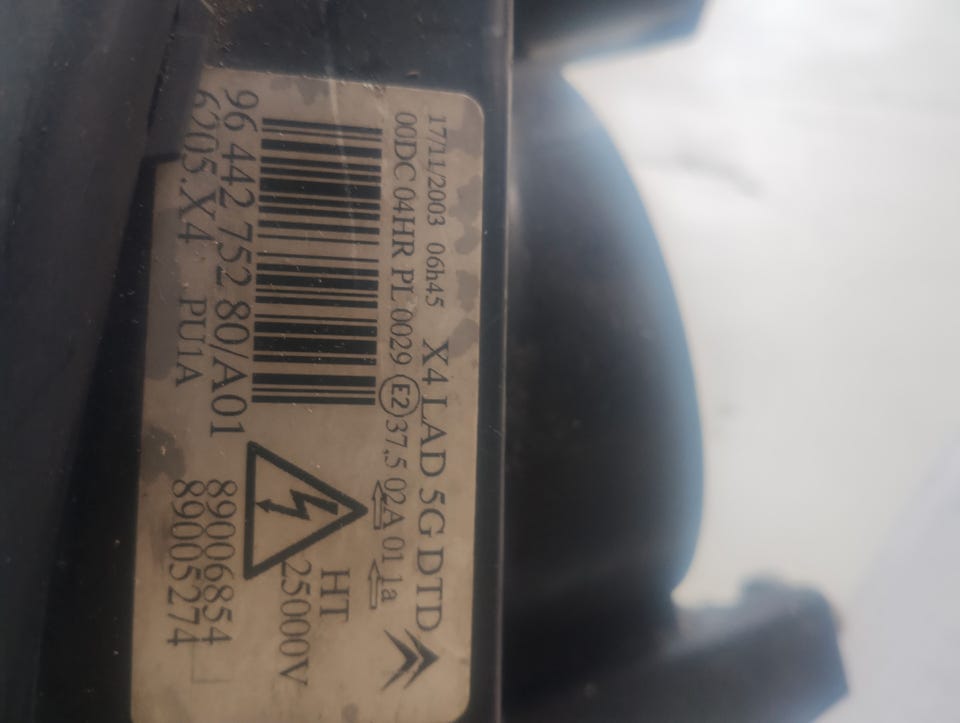 17/11/2003 06h45 X4 LAD 5G DTD
00DC 04HR PL 0029 E2 37,5 02A 01 1a
HT
25000V
96 442 752 80/A01 89006854
6205.X4 PU1A 89005274